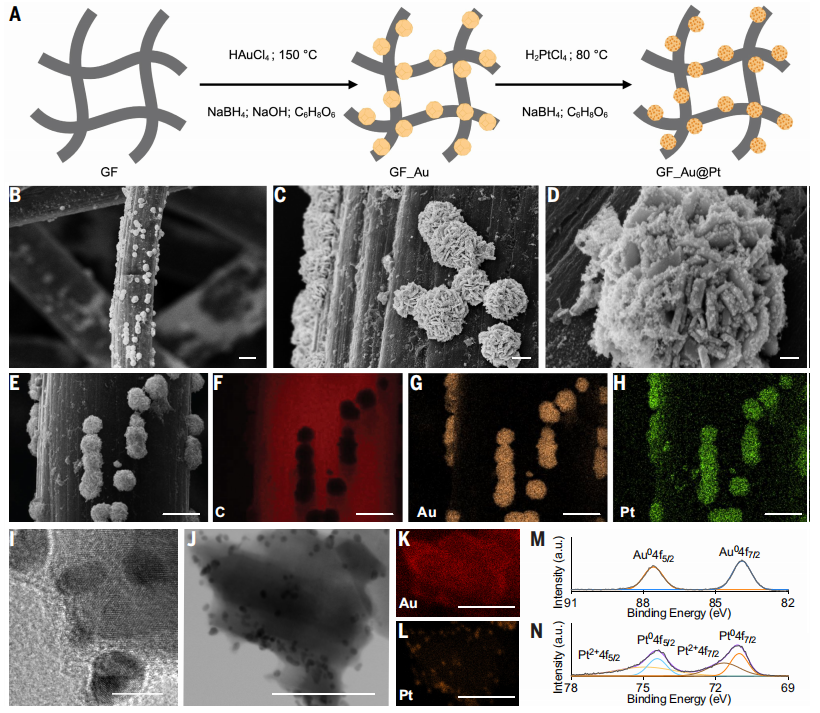 A
HAuCl₄ ; 150 °C
NaBH₄; NaOH; C₆H₈O₆
H₂PtCl₄ ; 80 °C
NaBH₄; C₆H₈O₆
GF
GF_Au
GF_Au@Pt
B
C
D
E
F
C
G
Au
H
Pt
I
J
K
Au
L
Pt
M
Intensity (a.u.)
Au⁰4f₅/₂
Au⁰4f₇/₂
91
88
85
82
Binding Energy (eV)
N
Intensity (a.u.)
Pt²⁺4f₅/₂
Pt⁰4f₅/₂
Pt²⁺4f₇/₂
Pt⁰4f₇/₂
78
75
72
69
Binding Energy (eV)